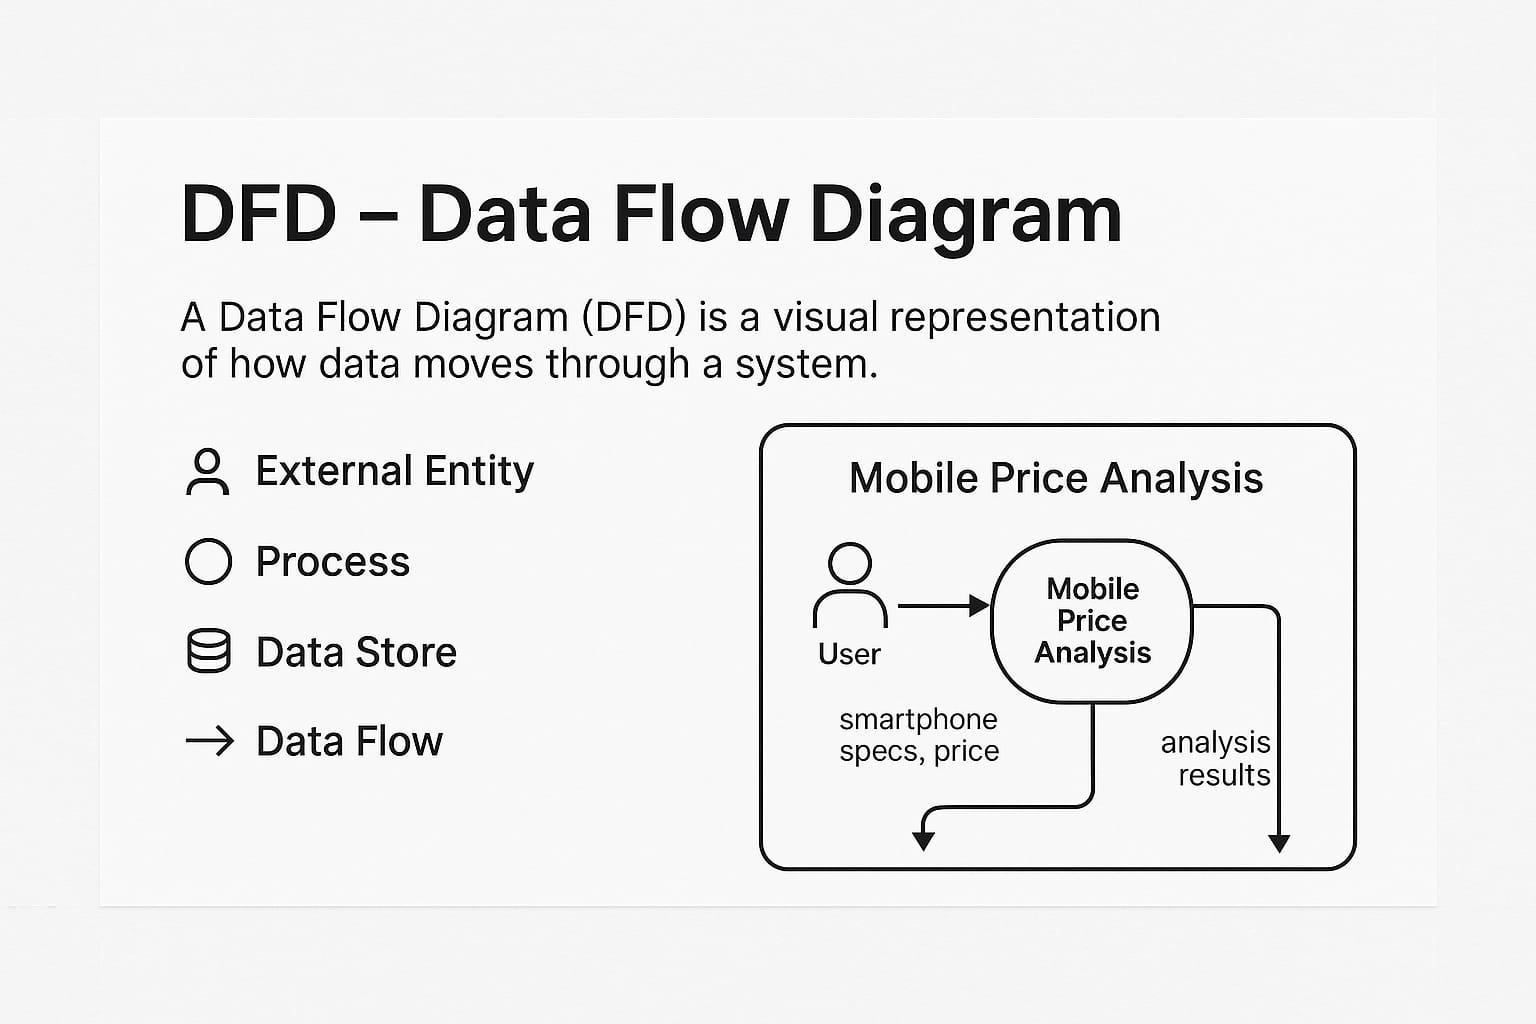 DFD – Data Flow Diagram
A Data Flow Diagram (DFD) is a visual representation
of how data moves through a system.
External Entity
Process
Data Store
Data Flow
Mobile Price Analysis
User
Mobile
Price
Analysis
smartphone
specs, price
analysis
results